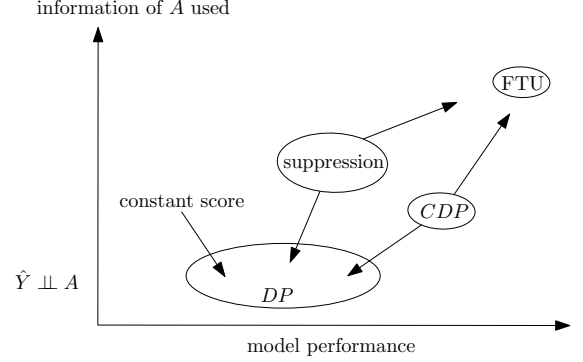 information of A used
FTU
suppression
constant score
CDP
Ŷ ⫫ A
DP
model performance